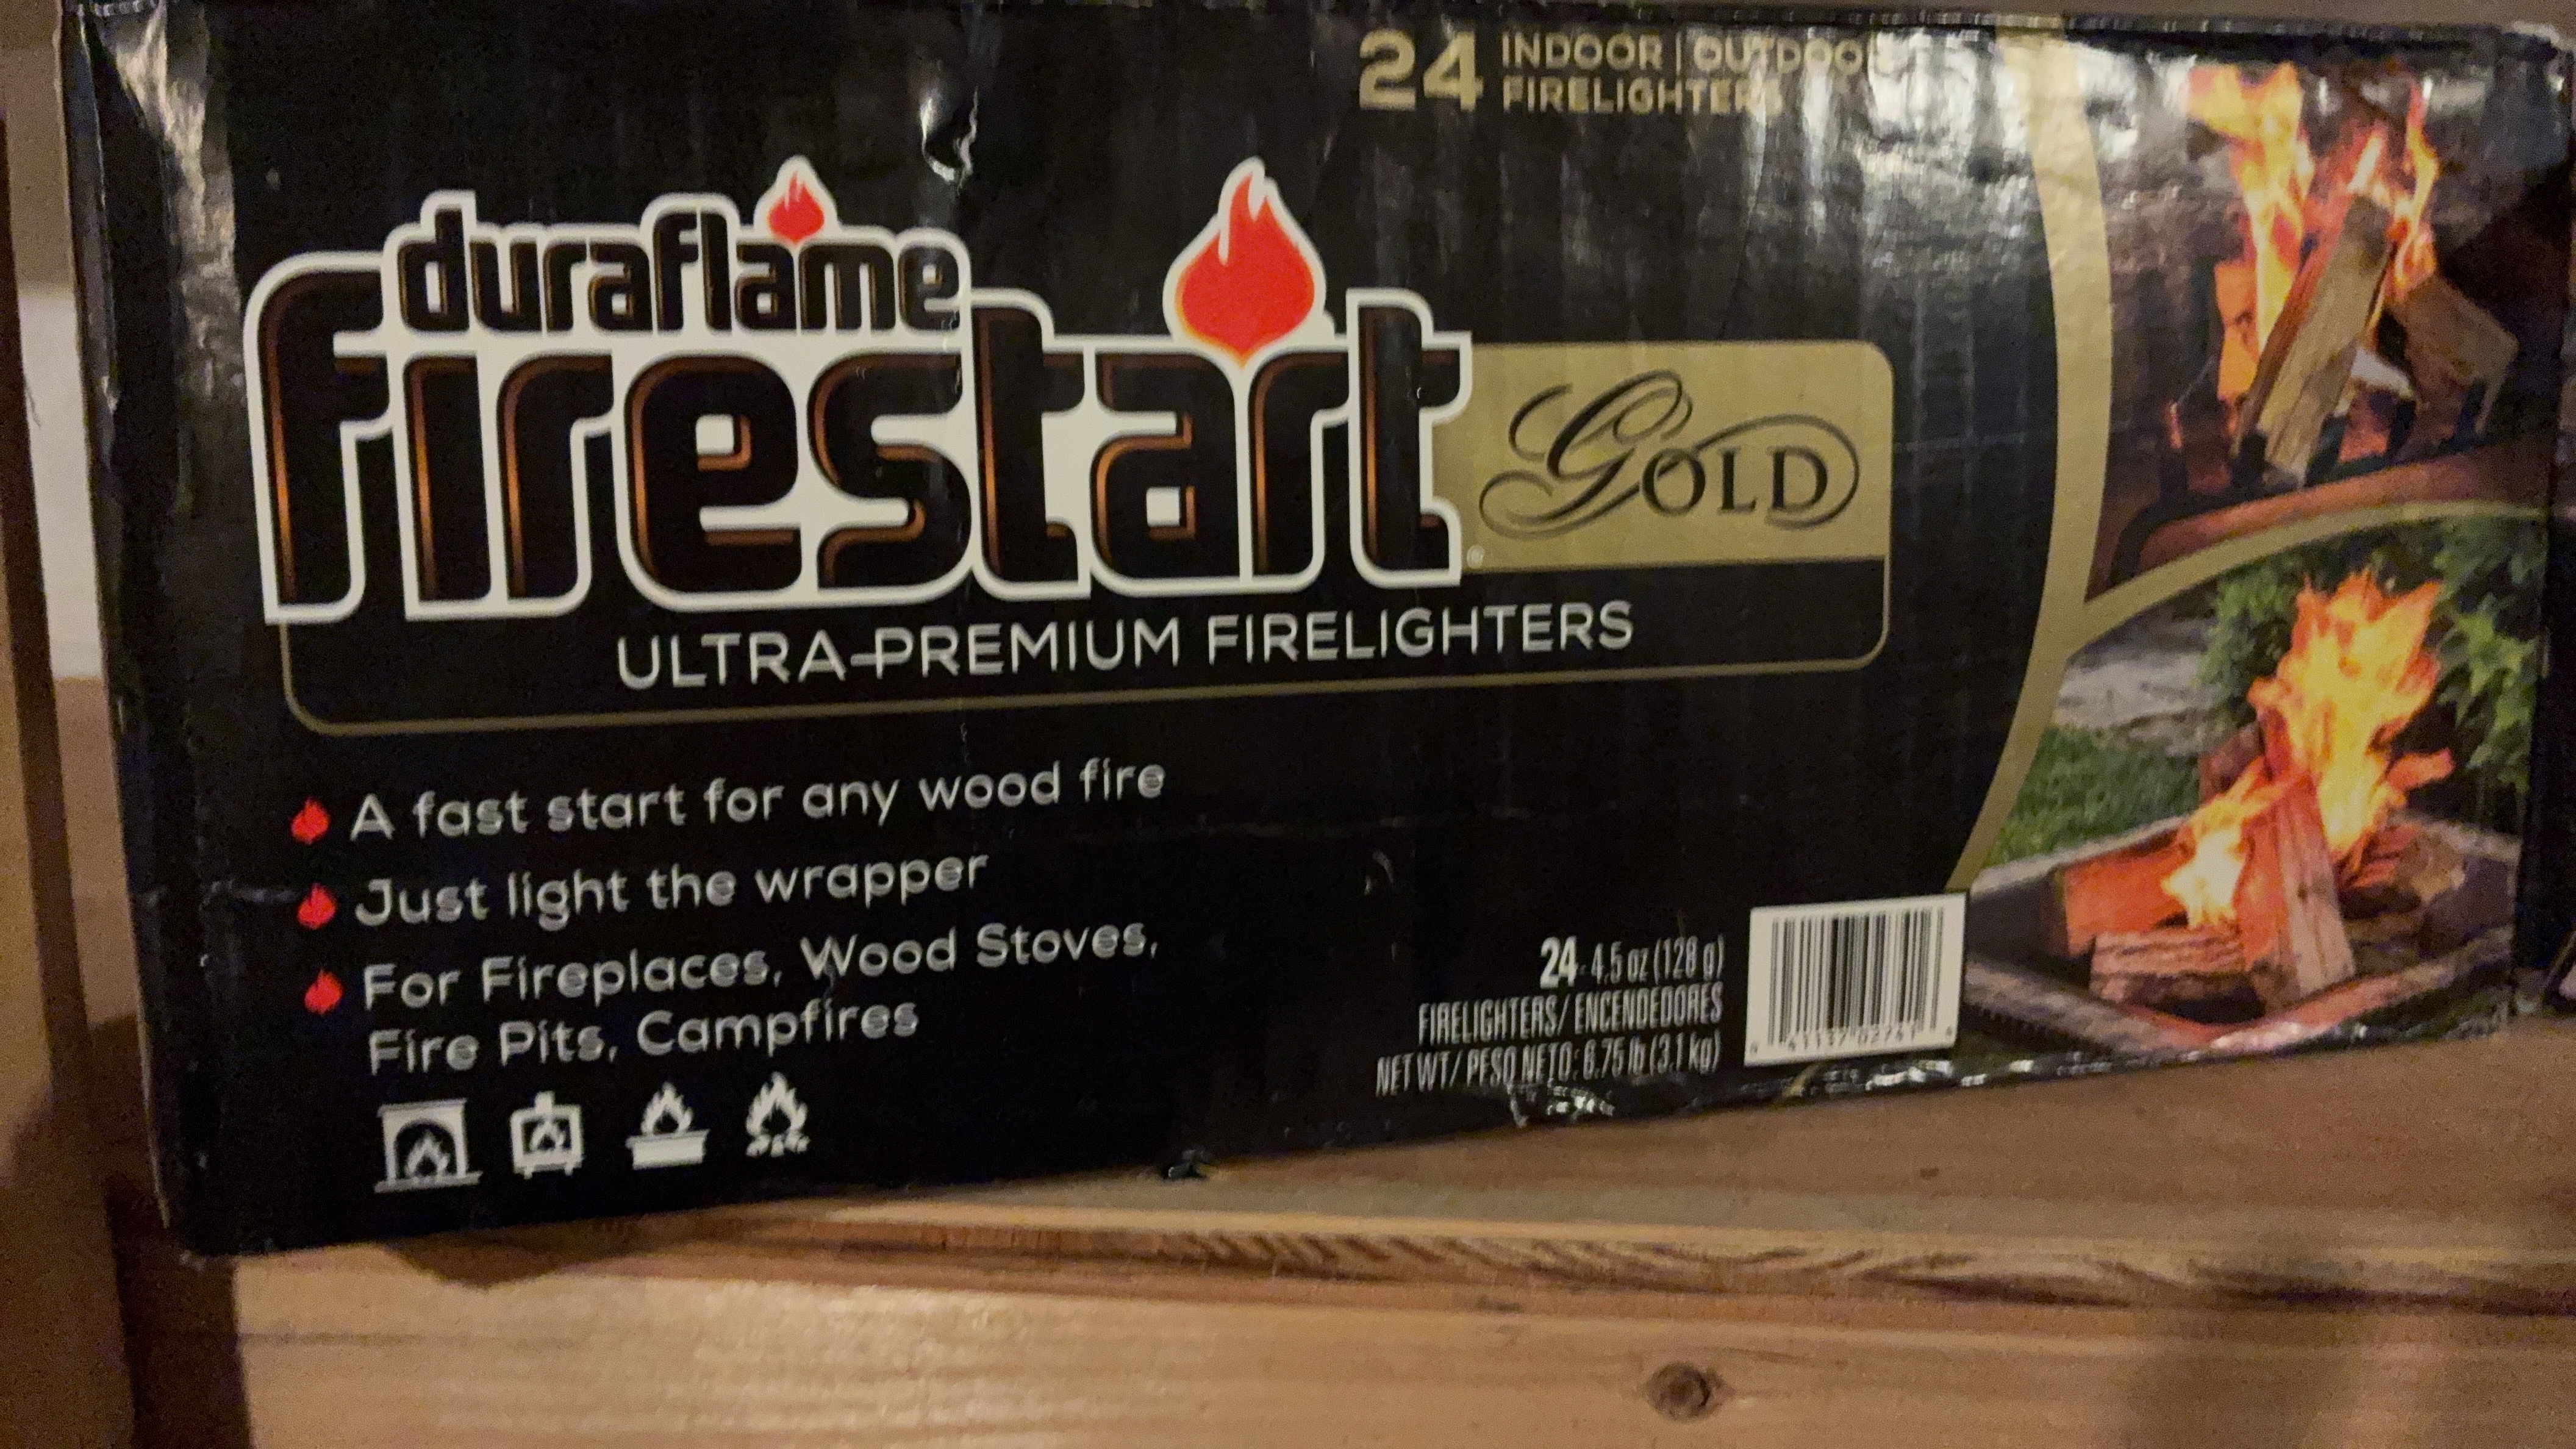 24 INDOOR | OUTDOOR
FIRELIGHTERS
duraflame
firestart®
GOLD
ULTRA-PREMIUM FIRELIGHTERS
A fast start for any wood fire
Just light the wrapper
For Fireplaces, Wood Stoves,
Fire Pits, Campfires
24-4.5 oz (128 g)
FIRELIGHTERS/ENCENDEDORES
NET WT/PESO NETO: 6.75 lb (3.1 kg)